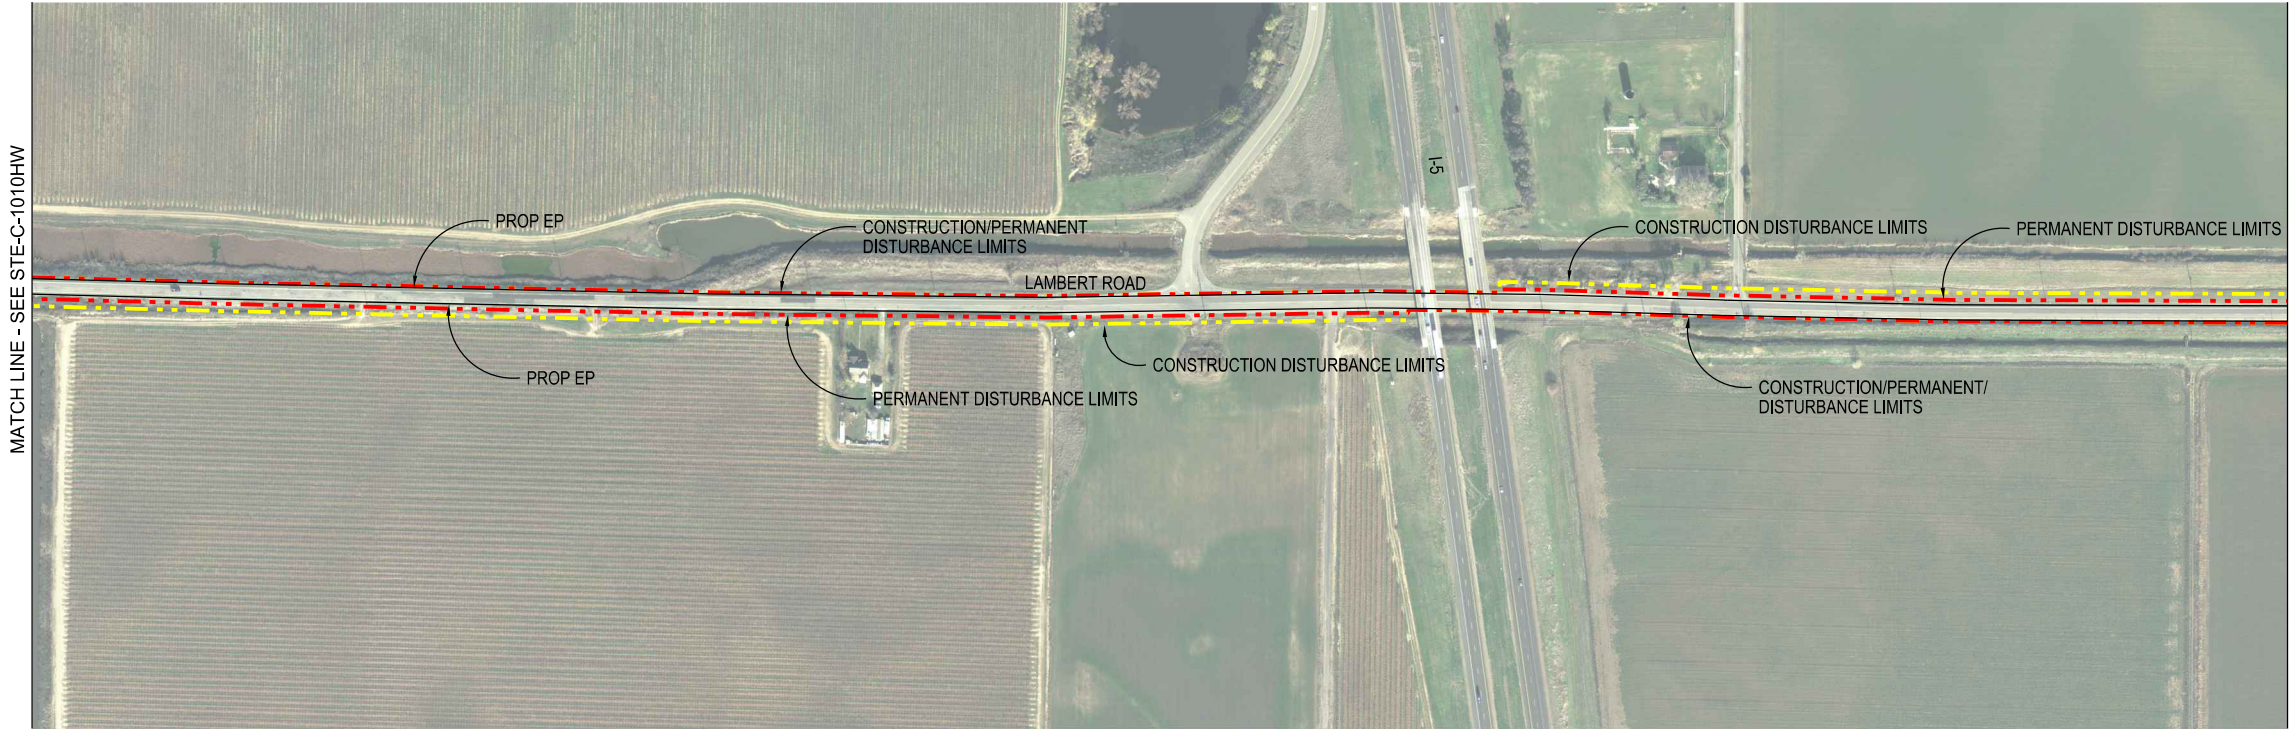 MATCH LINE - SEE STE-C-1010HW
PROP EP
CONSTRUCTION/PERMANENT
DISTURBANCE LIMITS
I-5
CONSTRUCTION DISTURBANCE LIMITS
PERMANENT DISTURBANCE LIMITS
LAMBERT ROAD
PROP EP
PERMANENT DISTURBANCE LIMITS
CONSTRUCTION DISTURBANCE LIMITS
CONSTRUCTION/PERMANENT/
DISTURBANCE LIMITS